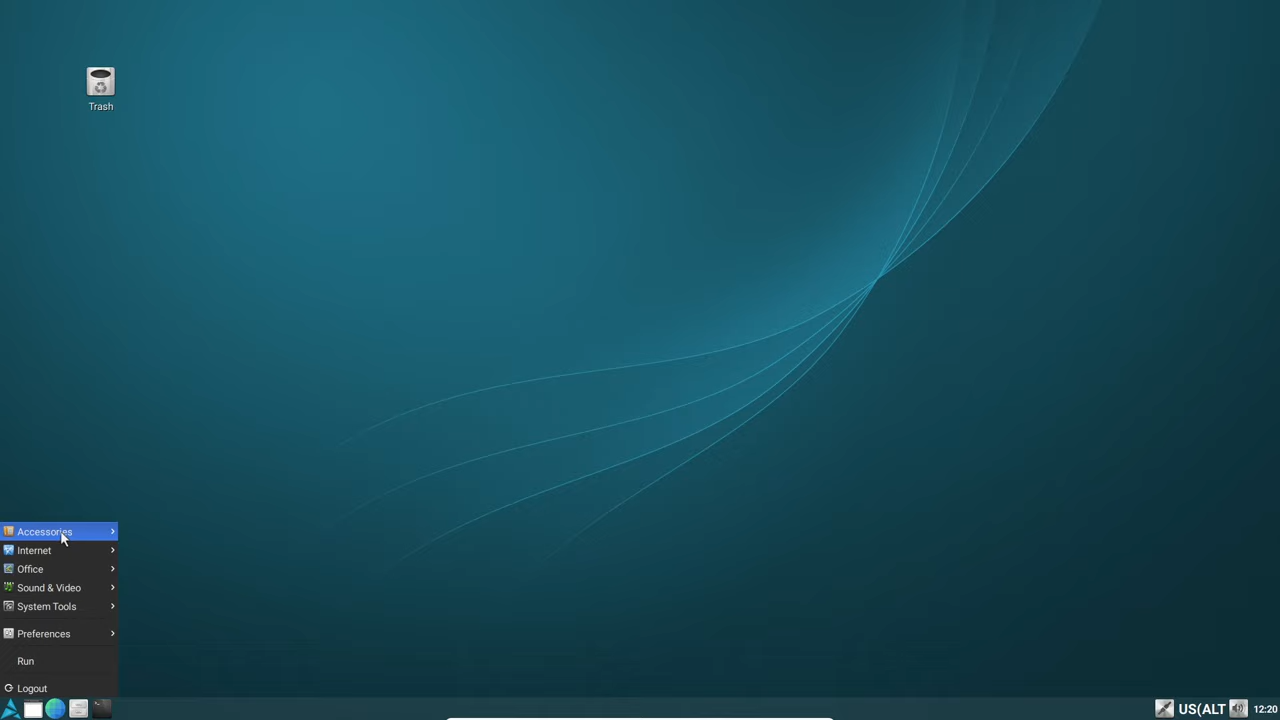 Trash
Accessories
Internet
Office
Sound & Video
System Tools
Preferences
Run
Logout
US(ALT
12:20